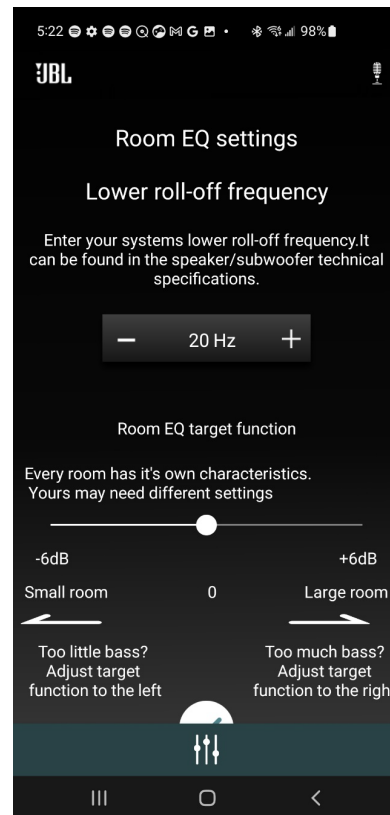 5:22 98%
JBL
Room EQ settings
Lower roll-off frequency
Enter your systems lower roll-off frequency.It
can be found in the speaker/subwoofer technical
specifications.
− 20 Hz +
Room EQ target function
Every room has it's own characteristics.
Yours may need different settings
-6dB +6dB
Small room 0 Large room
Too little bass? Too much bass?
Adjust target Adjust target
function to the left function to the righ